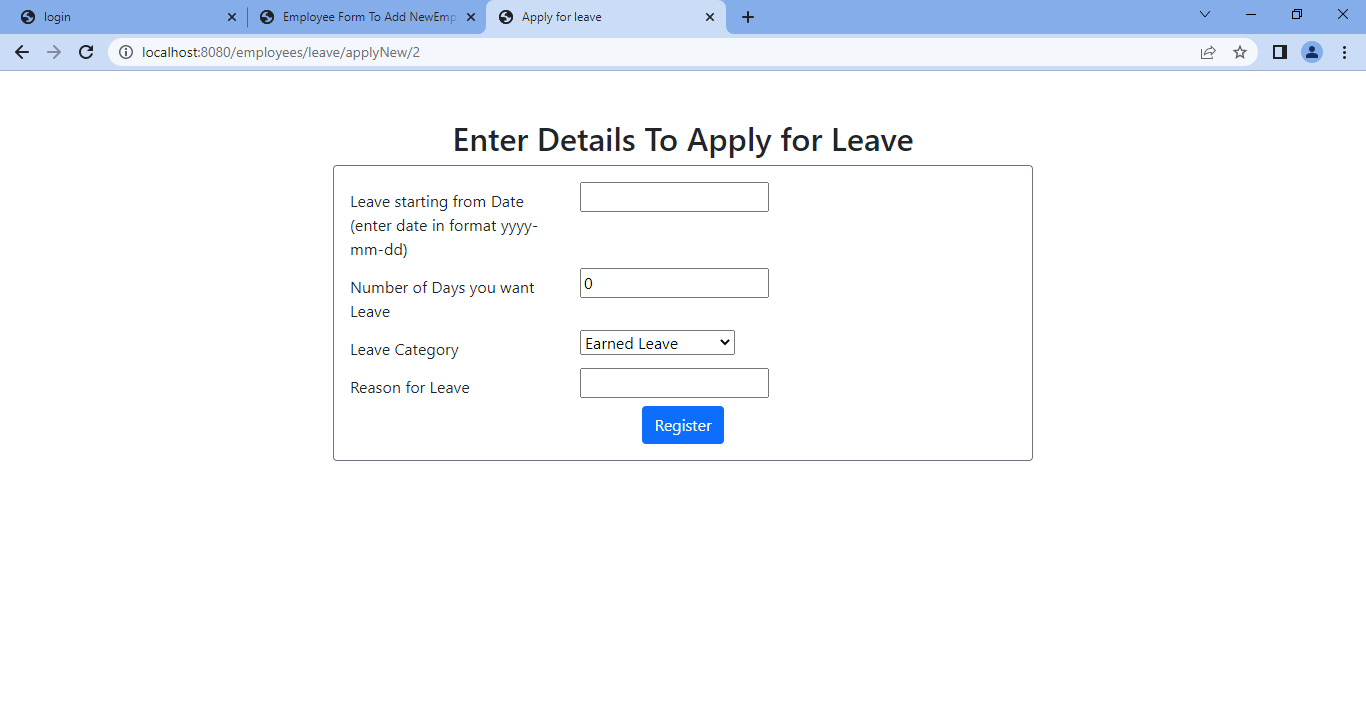 login
Employee Form To Add NewEmp
Apply for leave
localhost:8080/employees/leave/applyNew/2
Enter Details To Apply for Leave
Leave starting from Date
(enter date in format yyyy-
mm-dd)
Number of Days you want
Leave
0
Leave Category
Earned Leave
Reason for Leave
Register